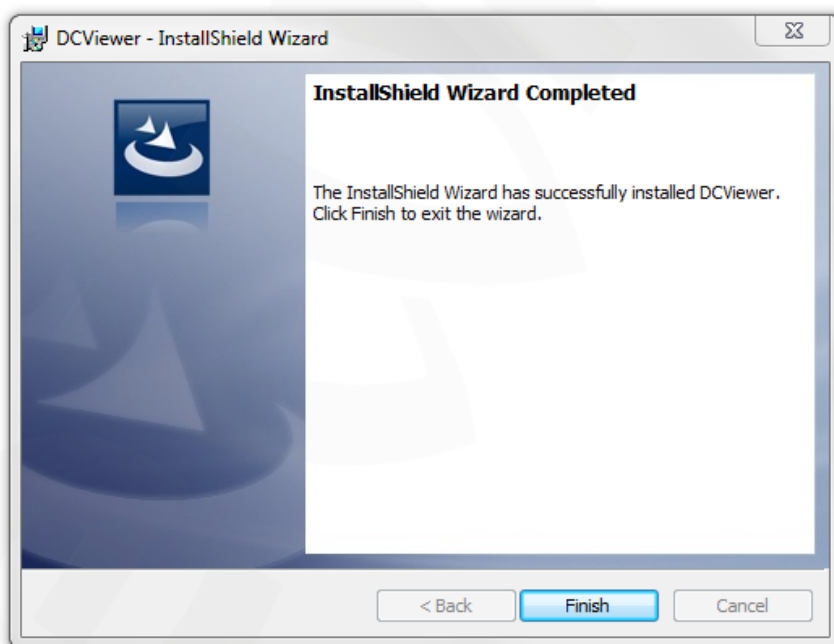 DCViewer - InstallShield Wizard
InstallShield Wizard Completed
The InstallShield Wizard has successfully installed DCViewer.
Click Finish to exit the wizard.
< Back
Finish
Cancel